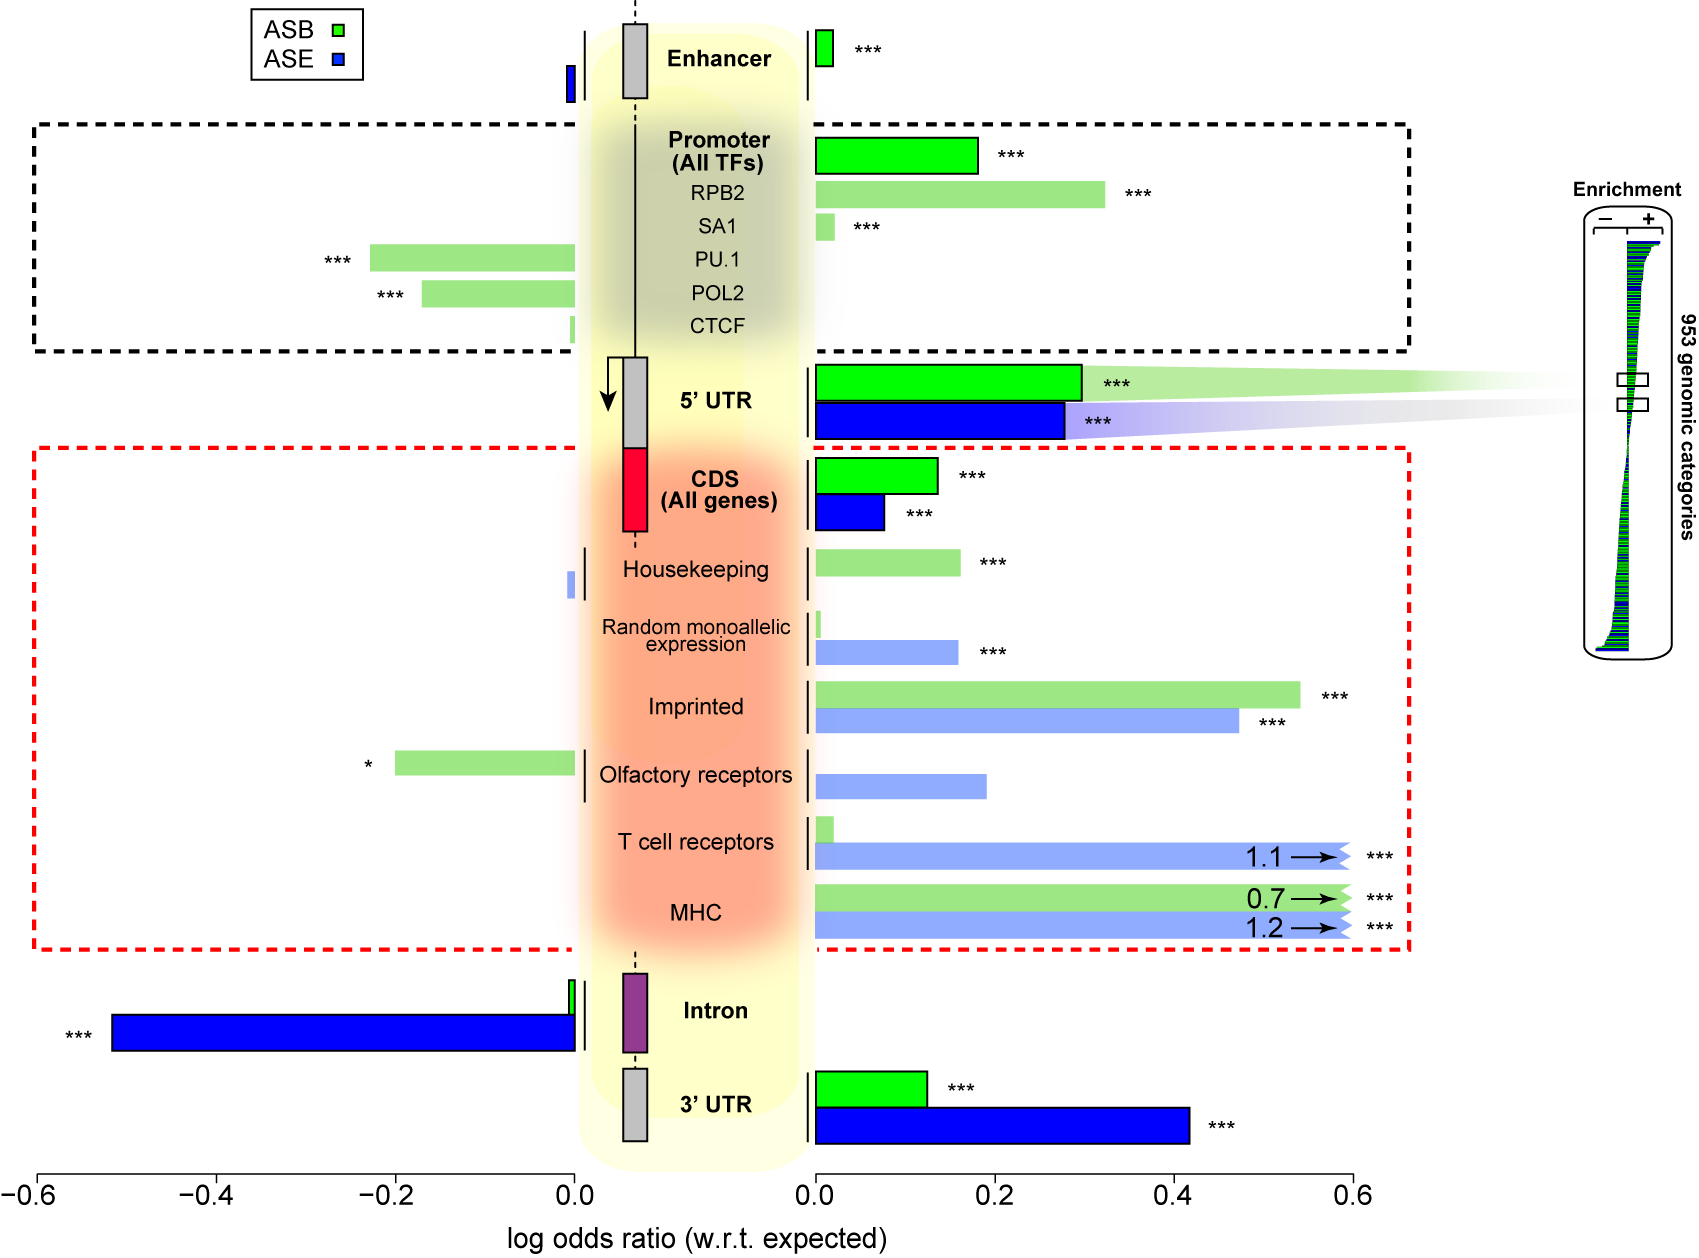 ASB
ASE
Enhancer
***
Promoter
(All TFs)
***
RPB2
***
SA1
***
PU.1
***
POL2
***
CTCF
5’ UTR
***
***
CDS
(All genes)
***
***
Housekeeping
***
Random monoallelic
expression
***
Imprinted
***
***
Olfactory receptors
*
T cell receptors
1.1
***
MHC
0.7
***
1.2
***
Intron
***
3’ UTR
***
***
−0.6
−0.4
−0.2
0.0
0.0
0.2
0.4
0.6
log odds ratio (w.r.t. expected)
Enrichment
− +
953 genomic categories